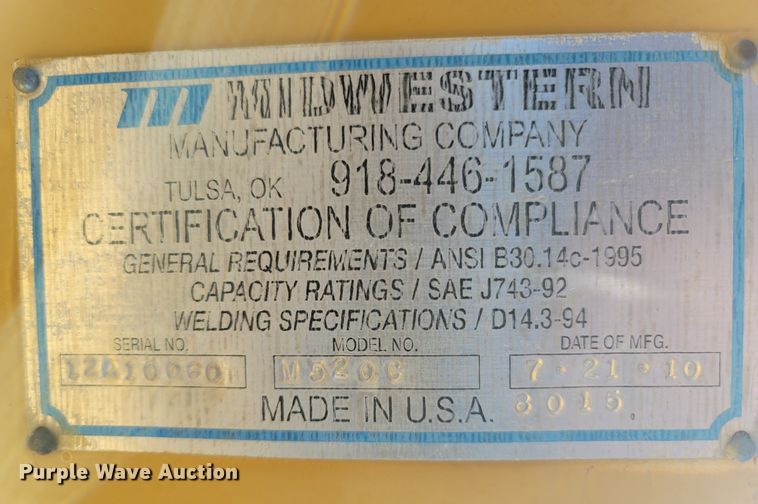 m MIDWESTERN
MANUFACTURING COMPANY
TULSA, OK 918-446-1587
CERTIFICATION OF COMPLIANCE
GENERAL REQUIREMENTS / ANSI B30.14c-1995
CAPACITY RATINGS / SAE J743-92
WELDING SPECIFICATIONS / D14.3-94
SERIAL NO. MODEL NO. DATE OF MFG.
M520C 7·21·10
MADE IN U.S.A. 8015.
Purple Wave Auction